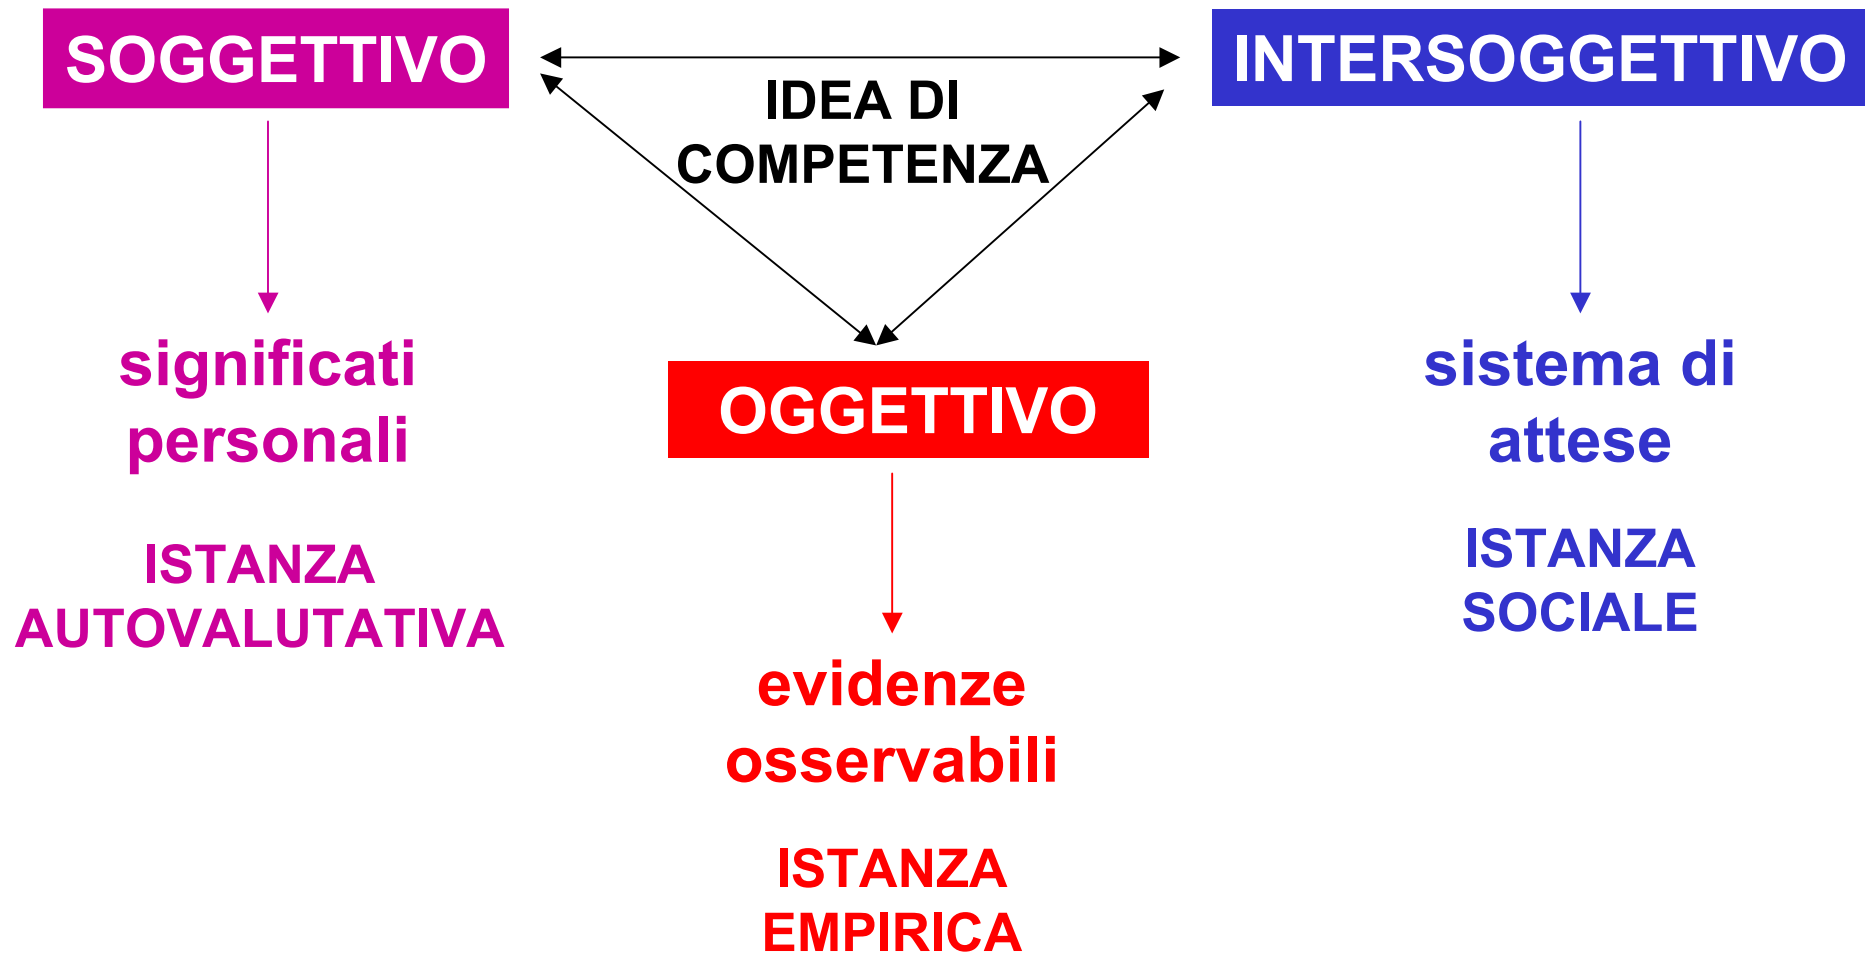 SOGGETTIVO
INTERSOGGETTIVO
IDEA DI
COMPETENZA
significati
personali
ISTANZA
AUTOVALUTATIVA
OGGETTIVO
evidenze
osservabili
ISTANZA
EMPIRICA
sistema di
attese
ISTANZA
SOCIALE